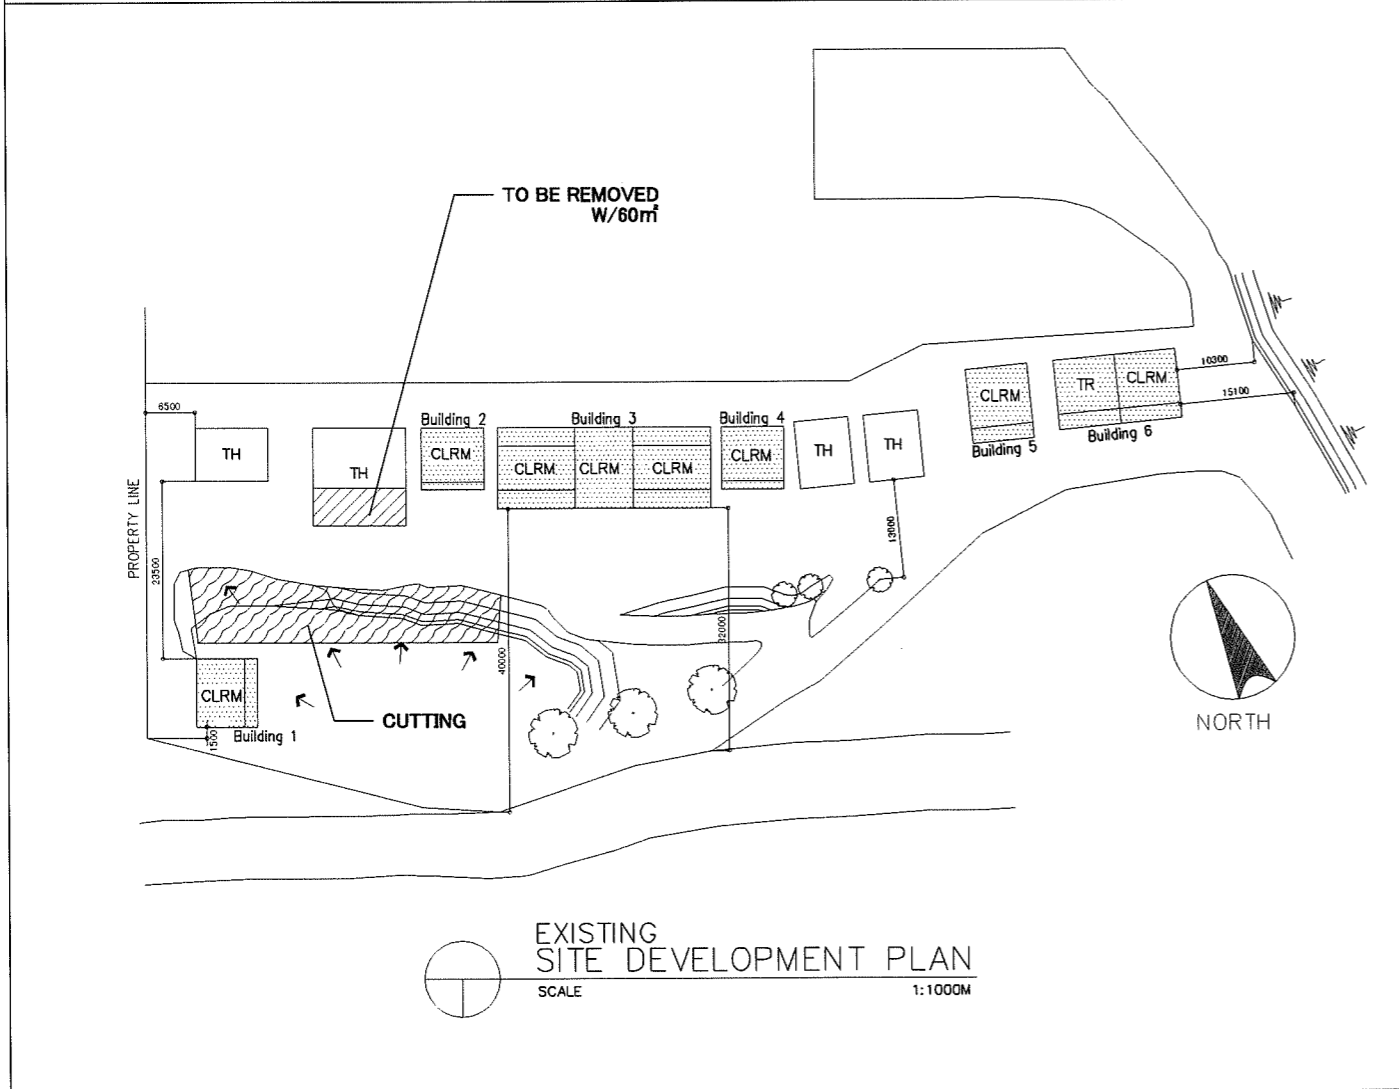 TO BE REMOVED
W/60㎡
10300
15100
6500
Building 2
Building 3
Building 4
CLRM
TR
CLRM
Building 5
Building 6
TH
TH
CLRM
CLRM
CLRM
CLRM
CLRM
TH
TH
PROPERTY LINE
23500
13000
40000
32000
CLRM
1500
Building 1
CUTTING
NORTH
EXISTING
SITE DEVELOPMENT PLAN
SCALE 1:1000M